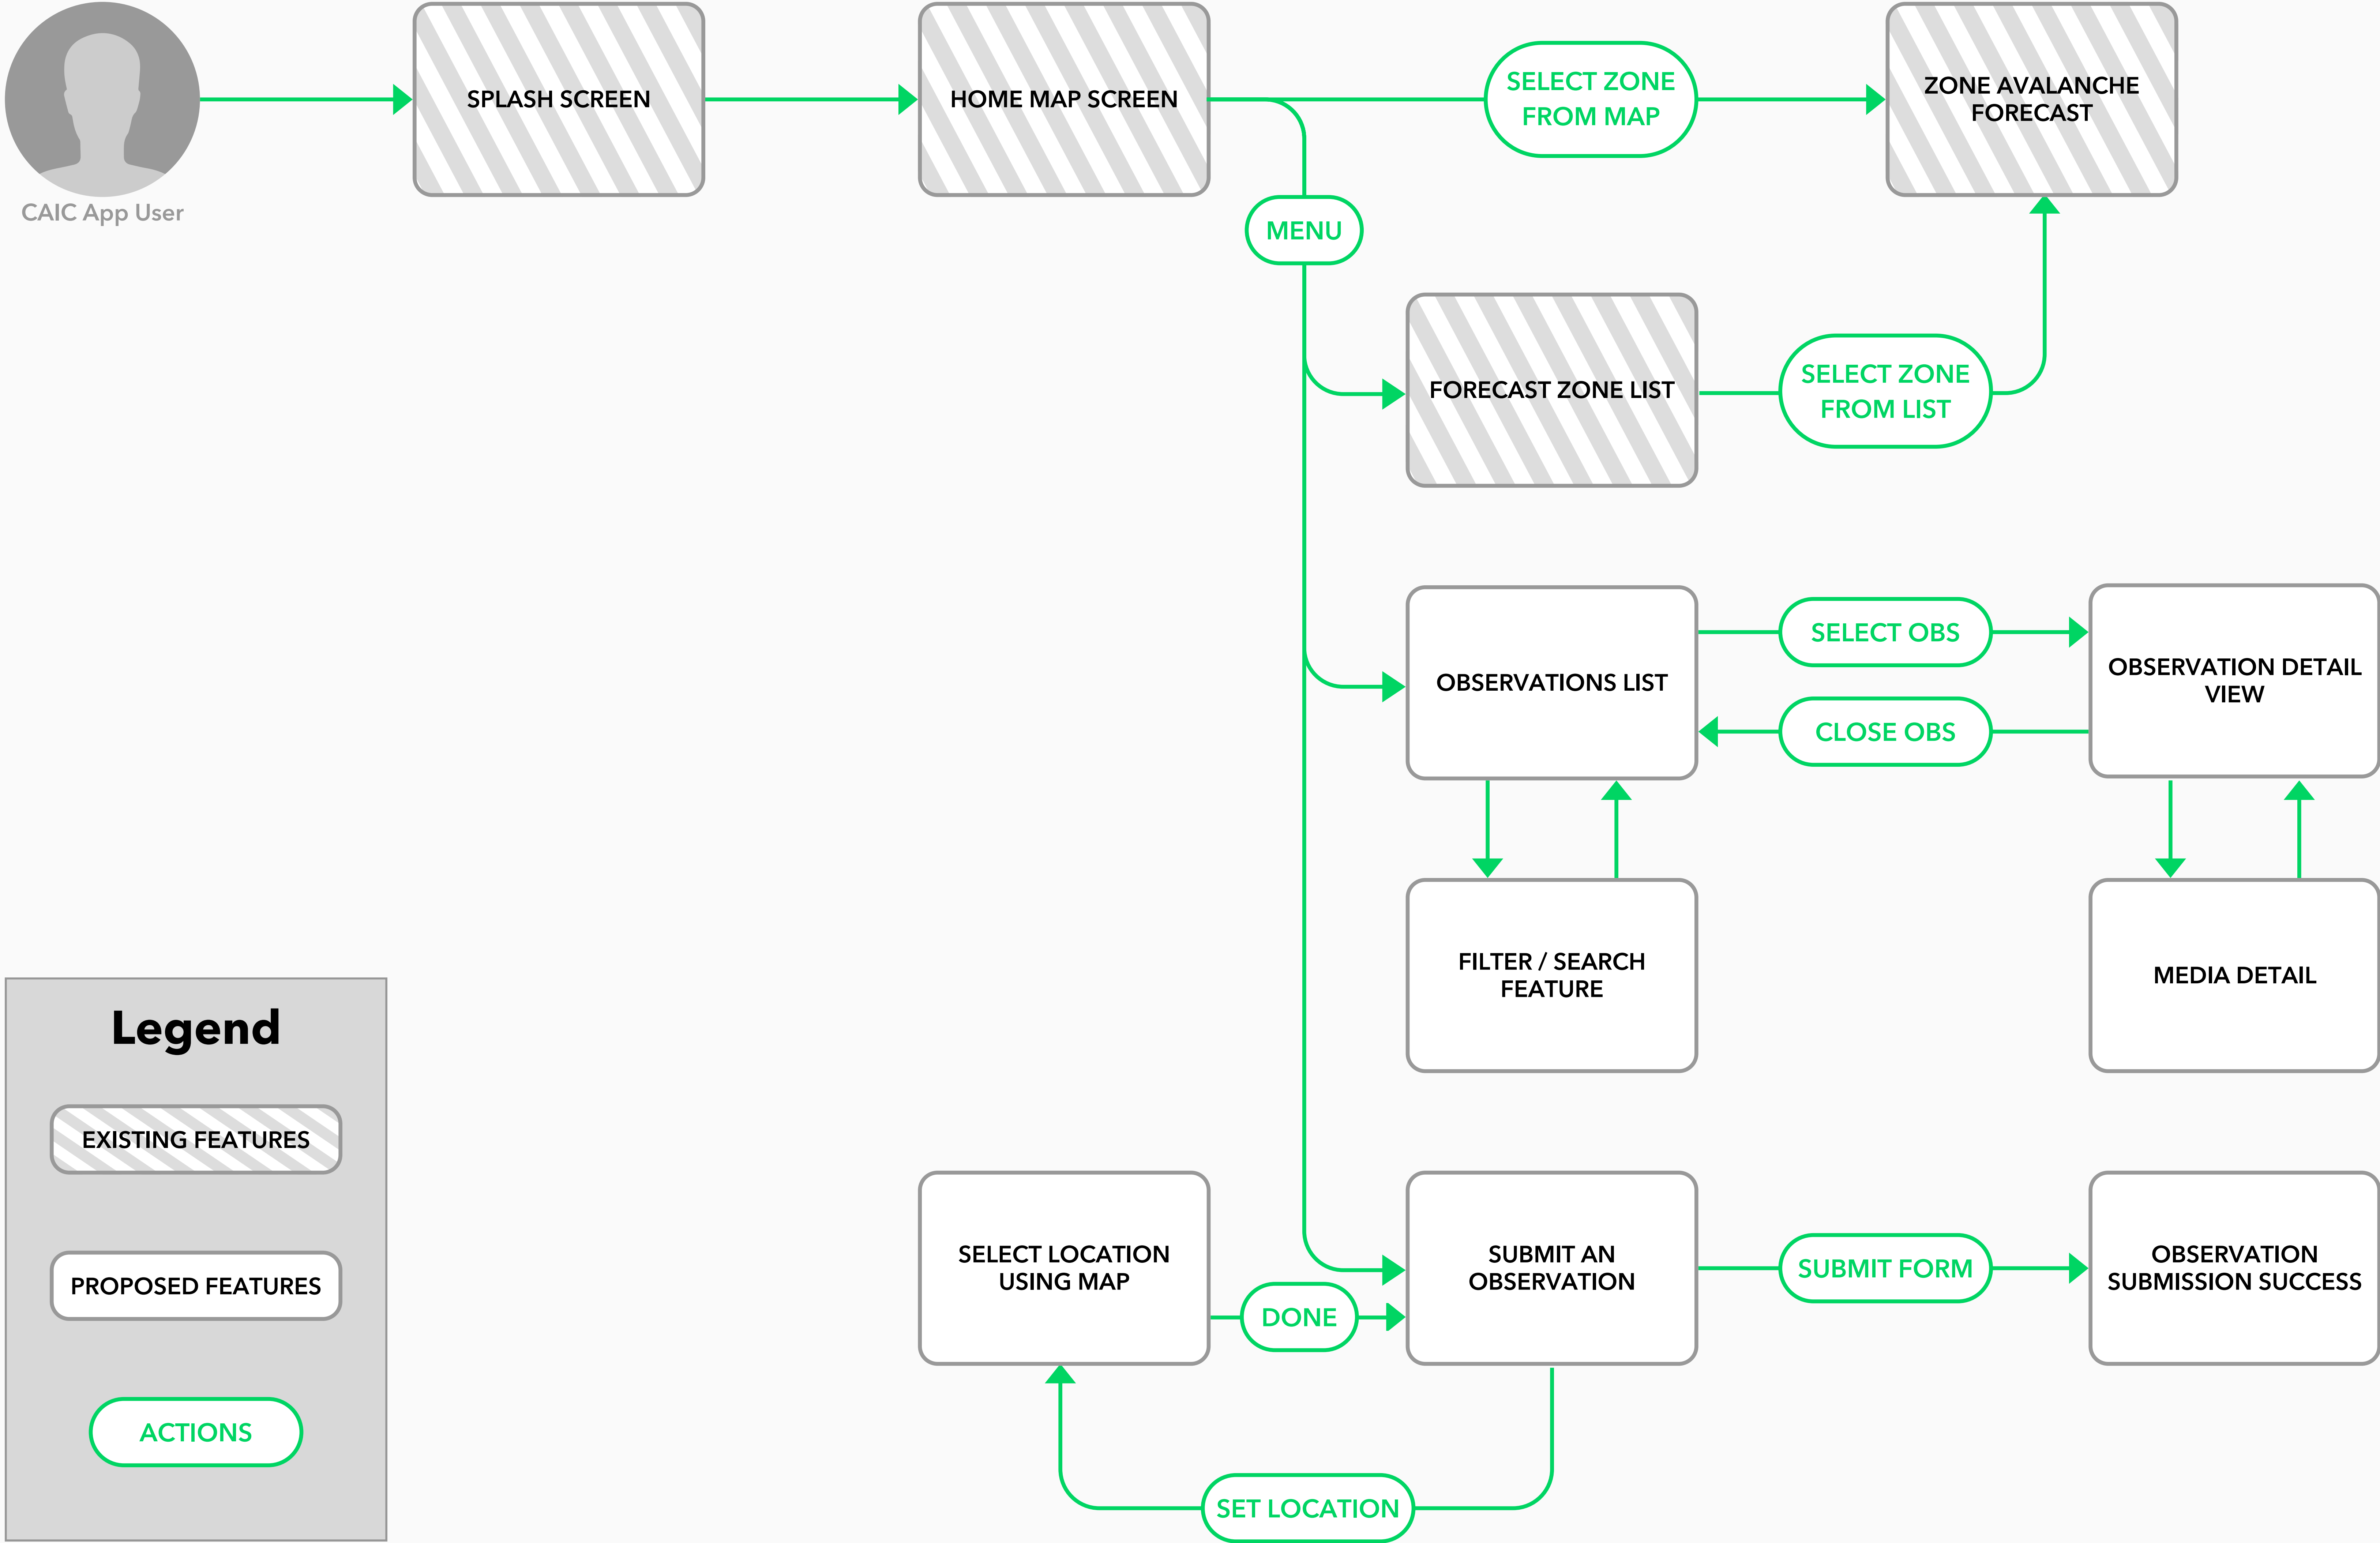 CAIC App User
SPLASH SCREEN
HOME MAP SCREEN
SELECT ZONE
FROM MAP
ZONE AVALANCHE
FORECAST
MENU
FORECAST ZONE LIST
SELECT ZONE
FROM LIST
OBSERVATIONS LIST
SELECT OBS
CLOSE OBS
OBSERVATION DETAIL
VIEW
FILTER / SEARCH
FEATURE
MEDIA DETAIL
SELECT LOCATION
USING MAP
DONE
SUBMIT AN
OBSERVATION
SUBMIT FORM
OBSERVATION
SUBMISSION SUCCESS
SET LOCATION
Legend
EXISTING FEATURES
PROPOSED FEATURES
ACTIONS